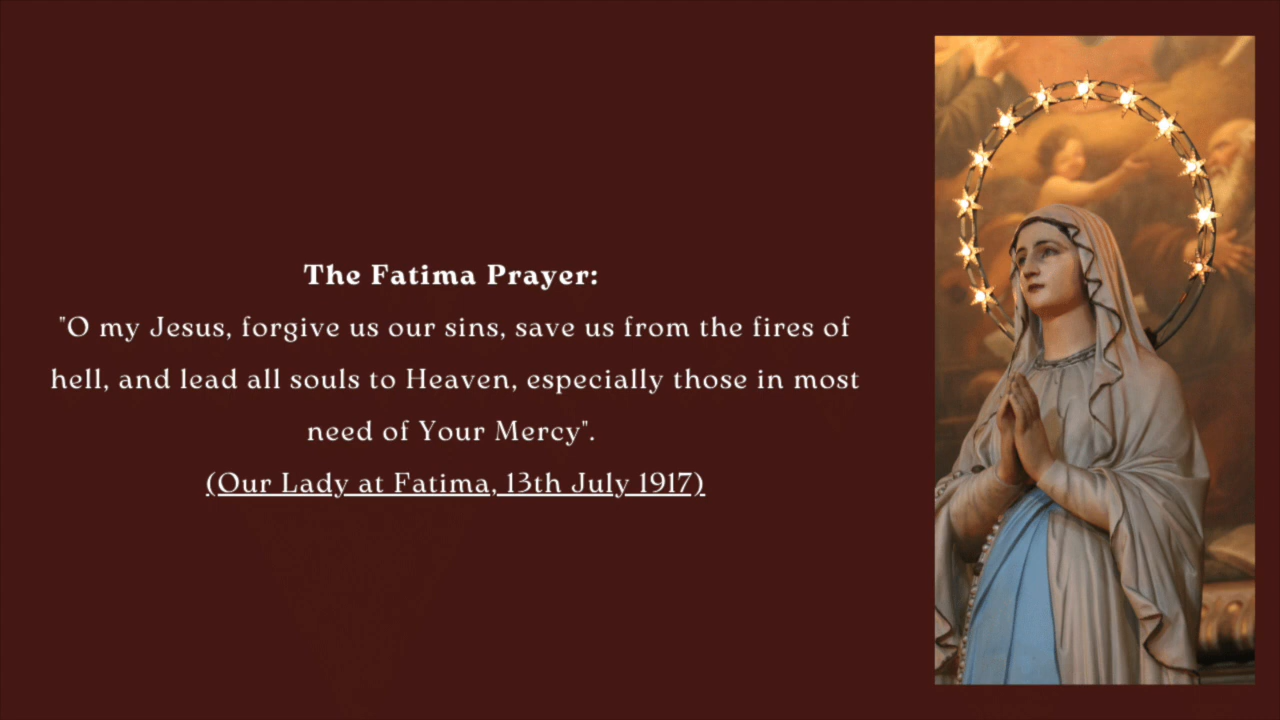 The Fatima Prayer:
"O my Jesus, forgive us our sins, save us from the fires of
hell, and lead all souls to Heaven, especially those in most
need of Your Mercy".
(Our Lady at Fatima, 13th July 1917)